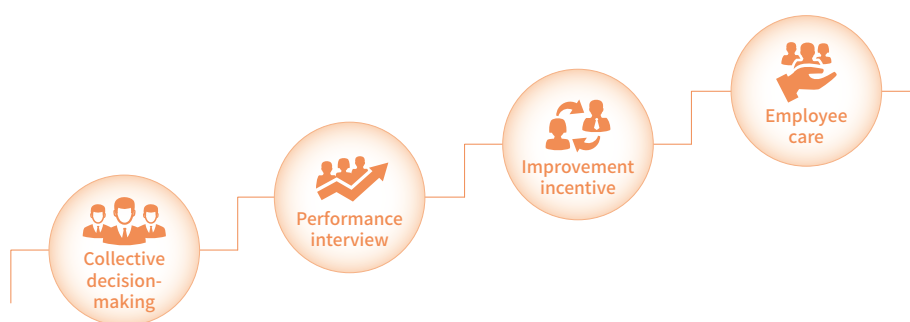 Collective
decision-
making
Performance
interview
Improvement
incentive
Employee
care